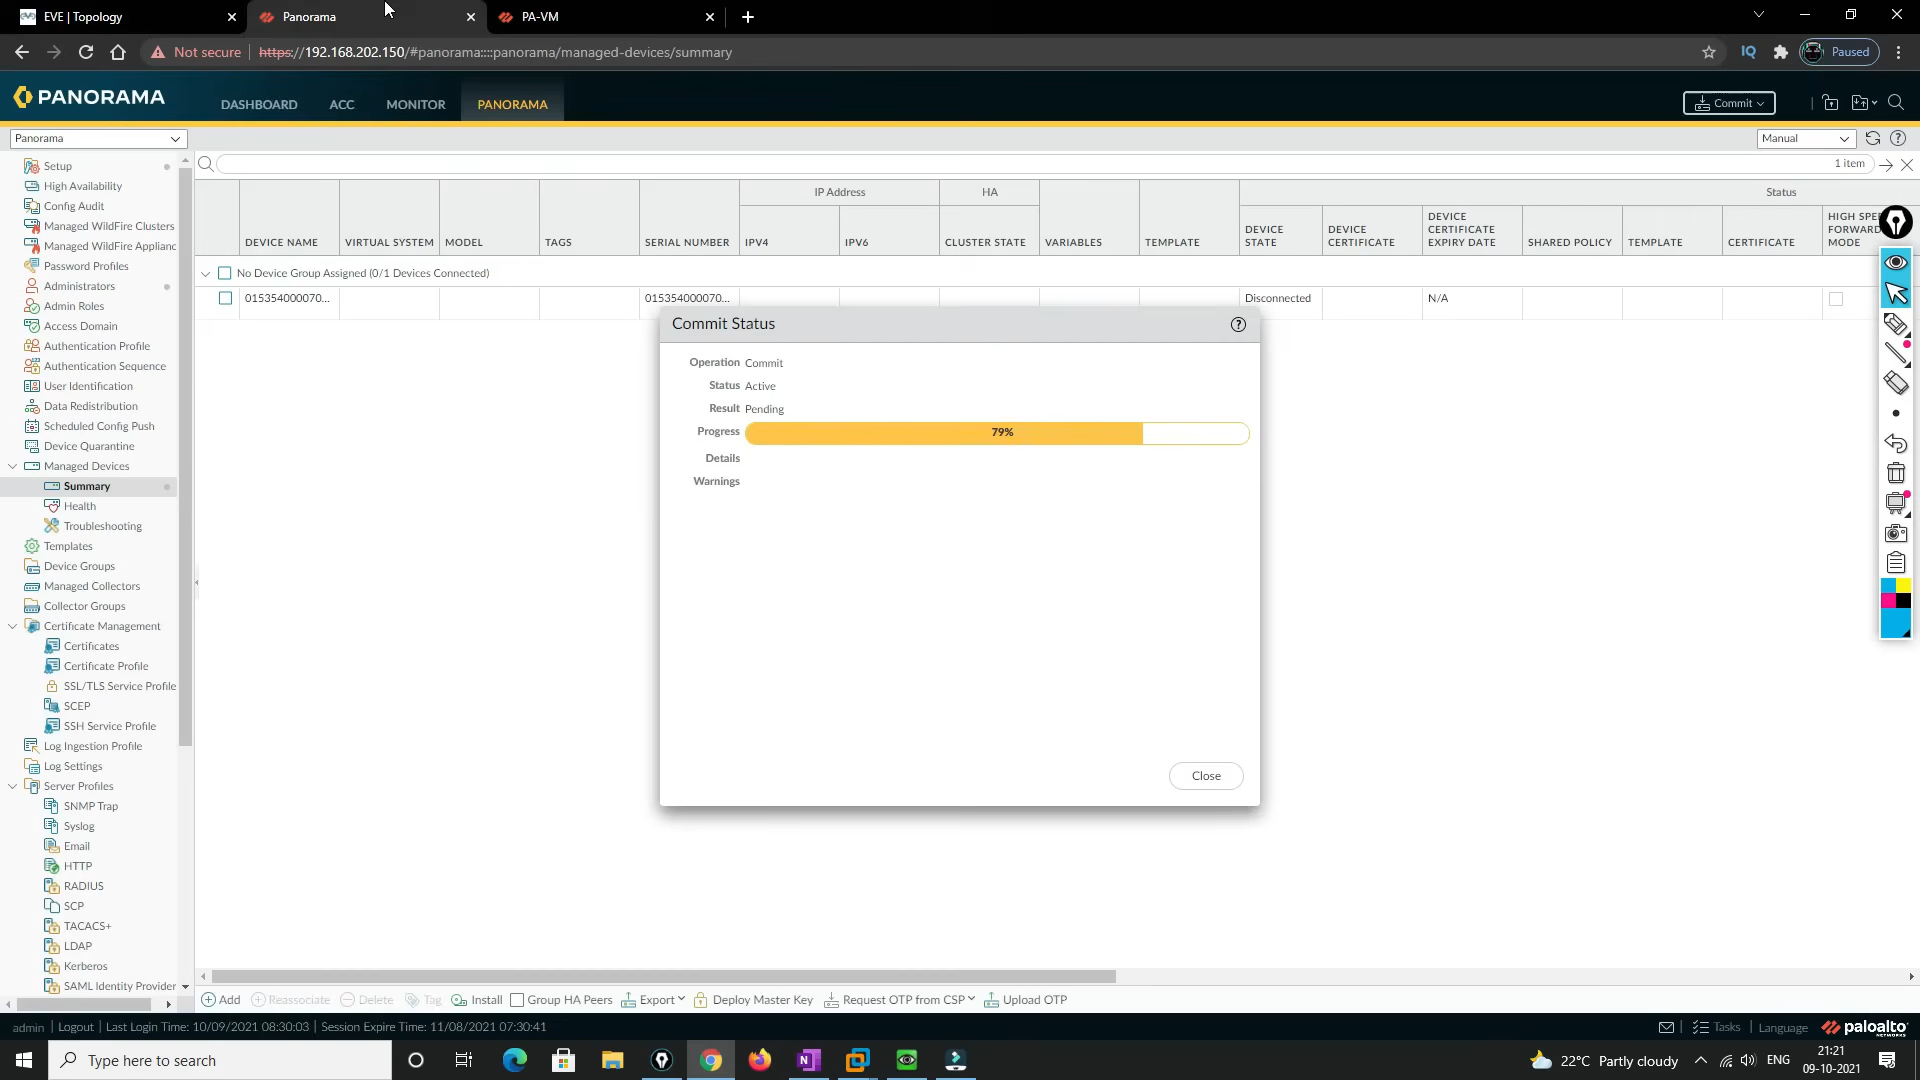 EVE | Topology
Panorama
PA-VM
Not secure
https://192.168.202.150/#panorama::::panorama/managed-devices/summary
IQ
Paused
PANORAMA
DASHBOARD
ACC
MONITOR
PANORAMA
Commit
Panorama
Manual
1 item
Setup
High Availability
Config Audit
Managed WildFire Clusters
Managed WildFire Applianc
Password Profiles
Administrators
Admin Roles
Access Domain
Authentication Profile
Authentication Sequence
User Identification
Data Redistribution
Scheduled Config Push
Device Quarantine
Managed Devices
Summary
Health
Troubleshooting
Templates
Device Groups
Managed Collectors
Collector Groups
Certificate Management
Certificates
Certificate Profile
SSL/TLS Service Profile
SCEP
SSH Service Profile
Log Ingestion Profile
Log Settings
Server Profiles
SNMP Trap
Syslog
Email
HTTP
RADIUS
SCP
TACACS+
LDAP
Kerberos
SAML Identity Provider
IP Address
HA
Status
DEVICE NAME
VIRTUAL SYSTEM
MODEL
TAGS
SERIAL NUMBER
IPV4
IPV6
CLUSTER STATE
VARIABLES
TEMPLATE
DEVICE
STATE
DEVICE
CERTIFICATE
DEVICE
CERTIFICATE
EXPIRY DATE
SHARED POLICY
TEMPLATE
CERTIFICATE
HIGH SPE
FORWARD
MODE
No Device Group Assigned (0/1 Devices Connected)
015354000070...
015354000070...
Disconnected
N/A
Commit Status
Operation Commit
Status Active
Result Pending
Progress
79%
Details
Warnings
Close
Add
Reassociate
Delete
Tag
Install
Group HA Peers
Export
Deploy Master Key
Request OTP from CSP
Upload OTP
admin | Logout | Last Login Time: 10/09/2021 08:30:03 | Session Expire Time: 11/08/2021 07:30:41
Tasks | Language
paloalto
NETWORKS
Type here to search
22°C Partly cloudy
ENG
21:21
09-10-2021